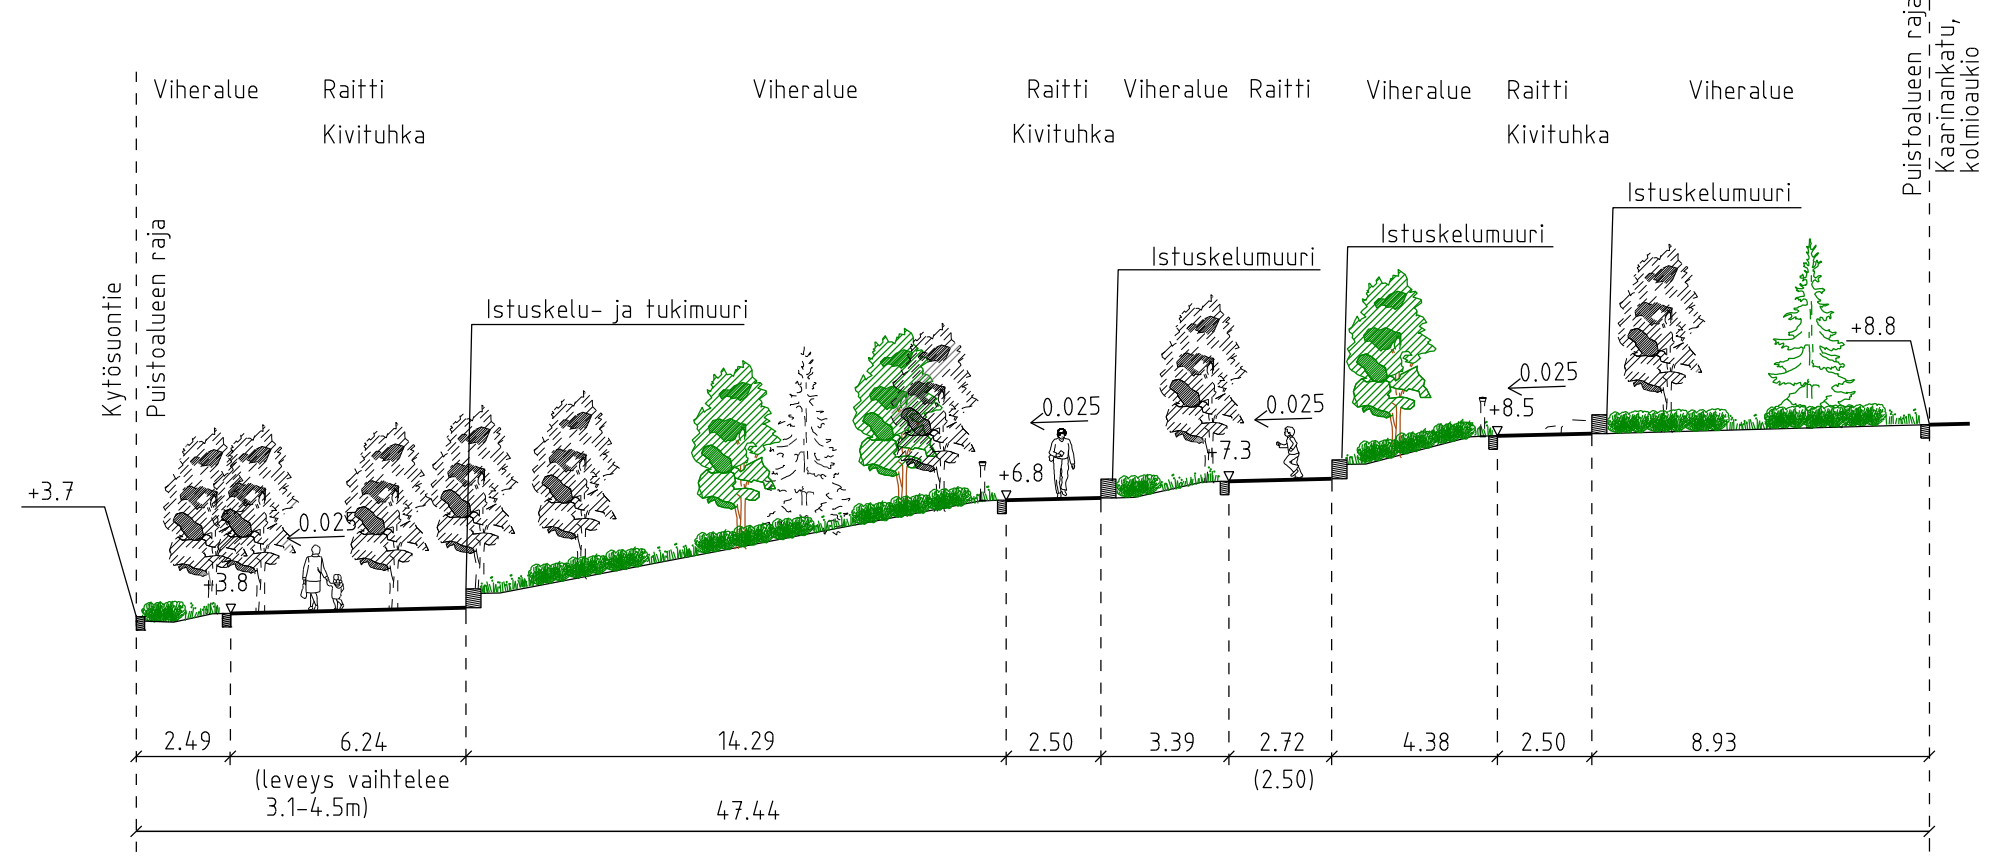 Viheralue
Raitti
Kivituhka
Viheralue
Raitti
Kivituhka
Viheralue
Raitti
Viheralue
Raitti
Kivituhka
Viheralue
Puistoalueen raja
Kaarinankatu,
kolmioaukio
Kytösuontie
Puistoalueen raja
Istuskelu- ja tukimuuri
Istuskelumuuri
Istuskelumuuri
Istuskelumuuri
+3.7
+3.8
0.025
+6.8
0.025
+7.3
0.025
+8.5
0.025
+8.8
2.49
6.24
14.29
2.50
3.39
2.72
4.38
2.50
8.93
(leveys vaihtelee
3.1-4.5m)
(2.50)
47.44